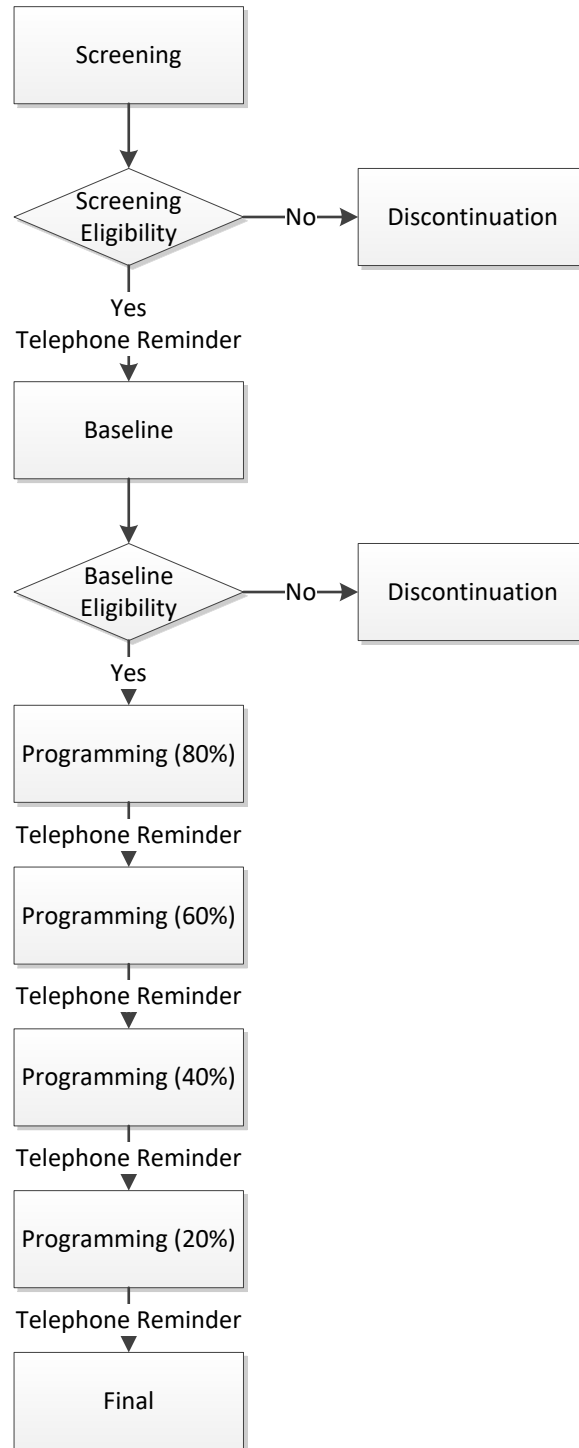 Screening
Screening
Eligibility
No
Discontinuation
Yes
Telephone Reminder
Baseline
Baseline
Eligibility
No
Discontinuation
Yes
Programming (80%)
Telephone Reminder
Programming (60%)
Telephone Reminder
Programming (40%)
Telephone Reminder
Programming (20%)
Telephone Reminder
Final